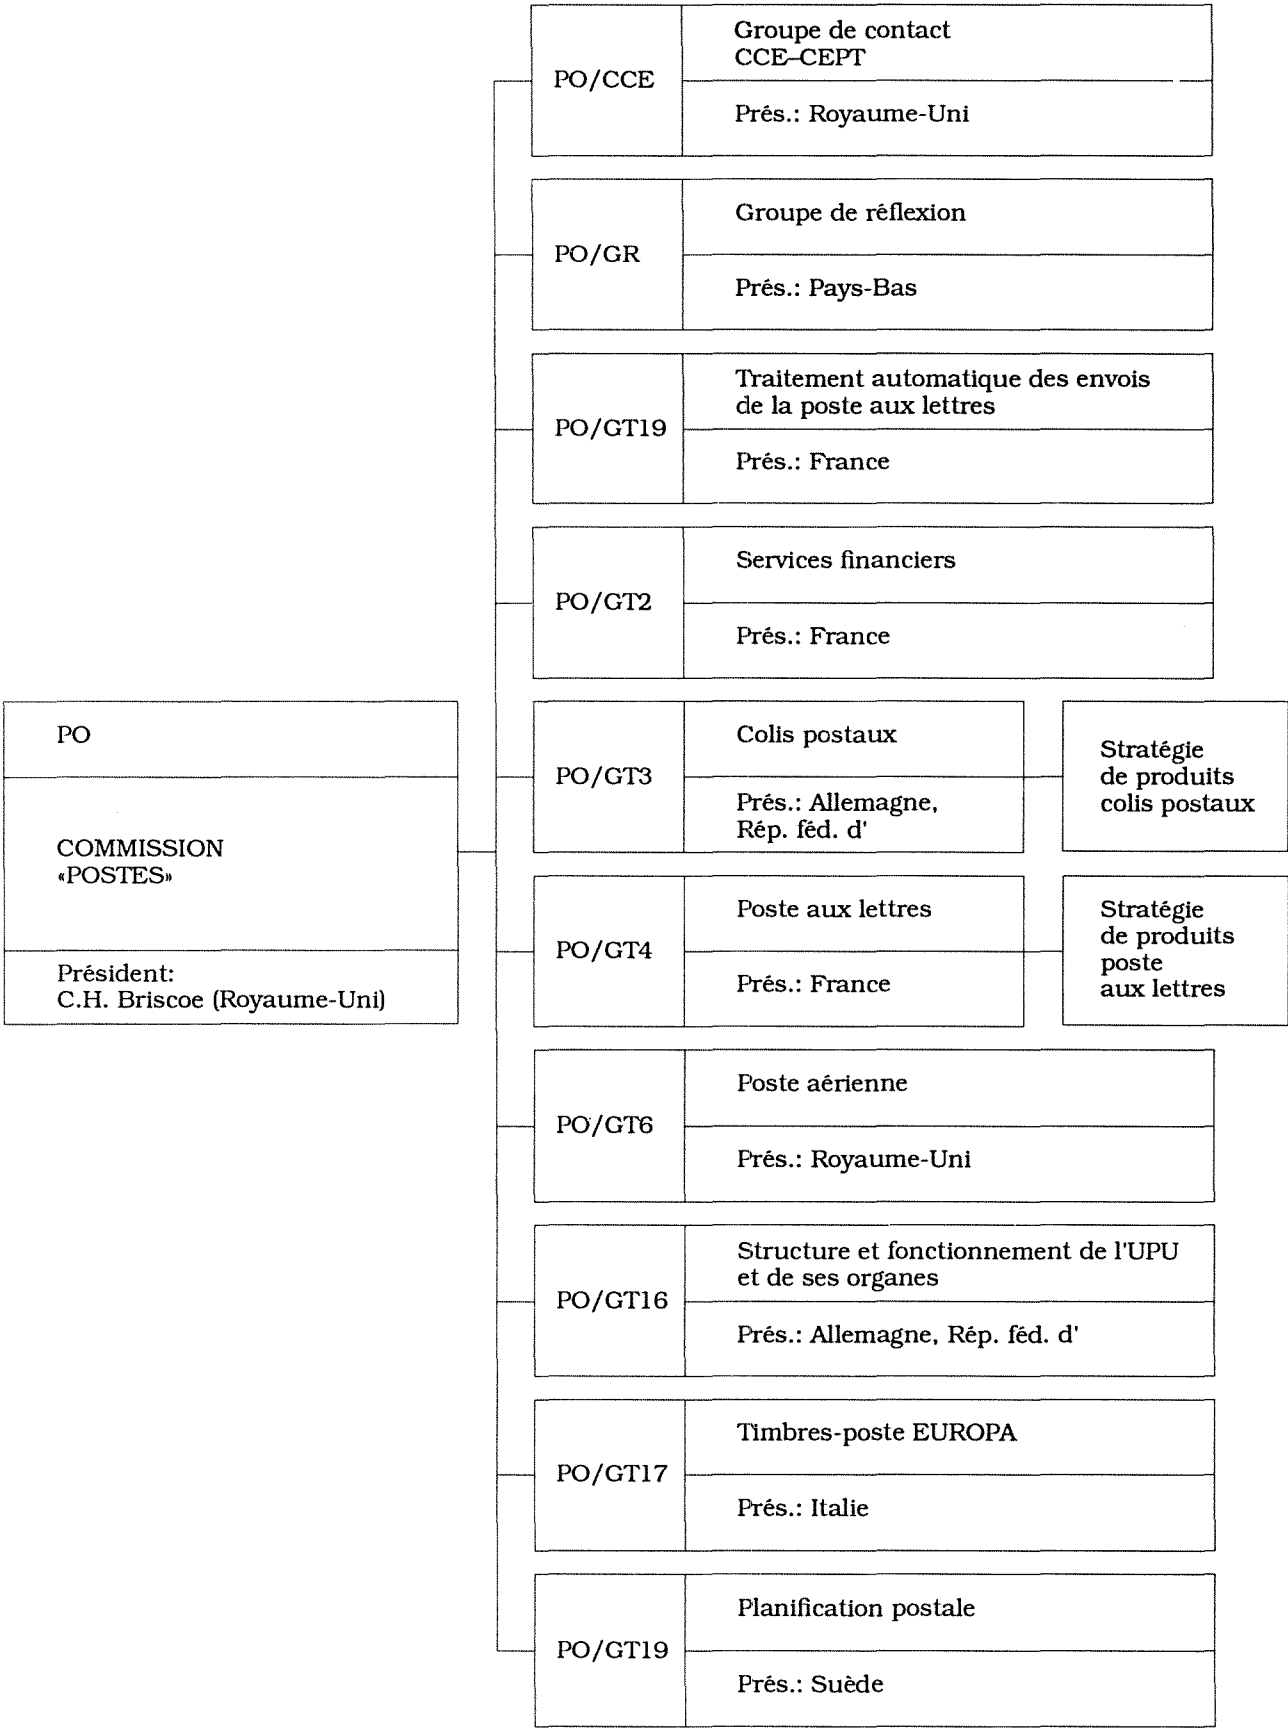 PO
COMMISSION
«POSTES»
Président:
C.H. Briscoe (Royaume-Uni)
PO/CCE
Groupe de contact
CCE–CEPT
Prés.: Royaume-Uni
PO/GR
Groupe de réflexion
Prés.: Pays-Bas
PO/GT19
Traitement automatique des envois
de la poste aux lettres
Prés.: France
PO/GT2
Services financiers
Prés.: France
PO/GT3
Colis postaux
Prés.: Allemagne,
Rép. féd. d'
Stratégie
de produits
colis postaux
PO/GT4
Poste aux lettres
Prés.: France
Stratégie
de produits
poste
aux lettres
PO/GT6
Poste aérienne
Prés.: Royaume-Uni
PO/GT16
Structure et fonctionnement de l'UPU
et de ses organes
Prés.: Allemagne, Rép. féd. d'
PO/GT17
Timbres-poste EUROPA
Prés.: Italie
PO/GT19
Planification postale
Prés.: Suède